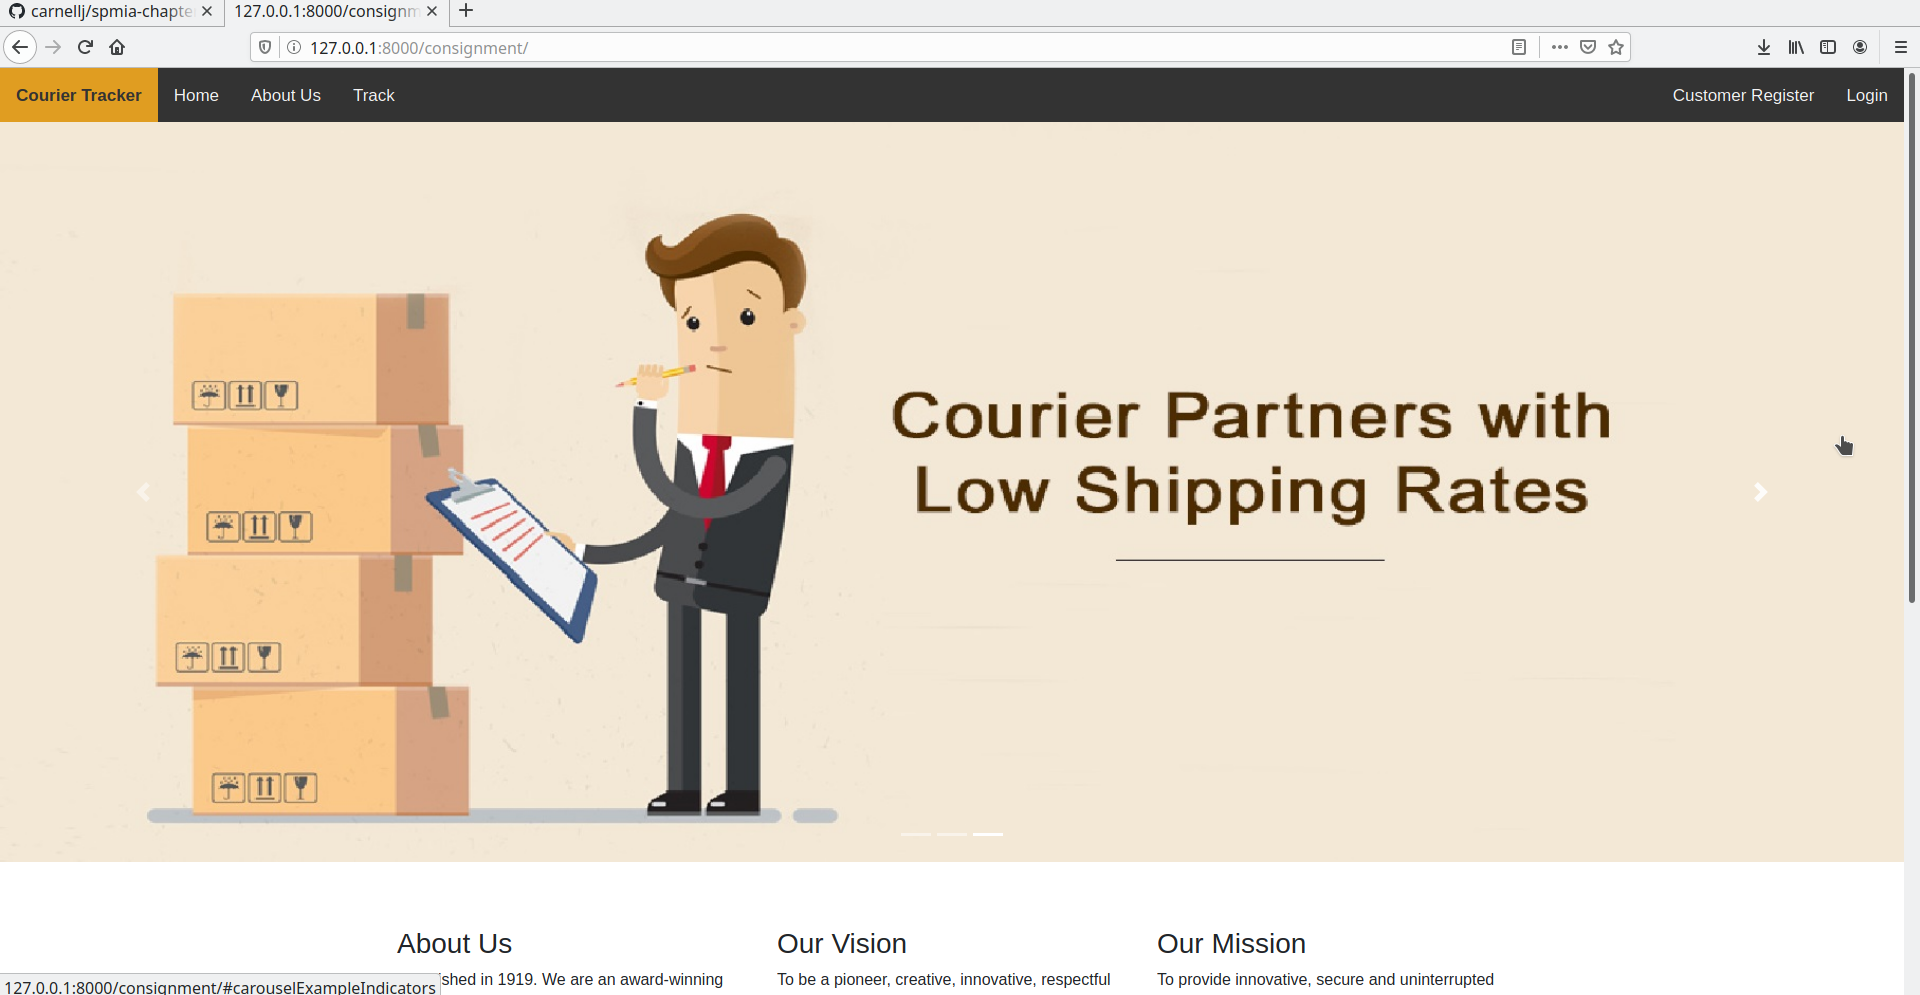 carnellj/spmia-chapte
127.0.0.1:8000/consignm
127.0.0.1:8000/consignment/
Courier Tracker
Home
About Us
Track
Customer Register
Login
Courier Partners with
Low Shipping Rates
About Us
shed in 1919. We are an award-winning
Our Vision
To be a pioneer, creative, innovative, respectful
Our Mission
To provide innovative, secure and uninterrupted
127.0.0.1:8000/consignment/#carouselExampleIndicators